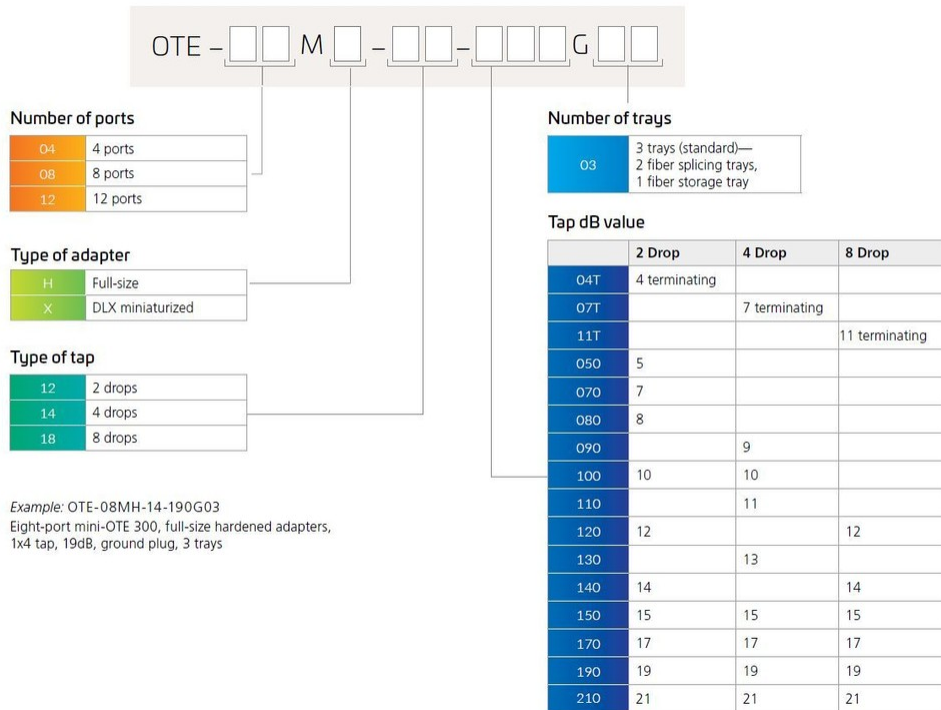 OTE – M – – G
Number of ports
04 4 ports
08 8 ports
12 12 ports
Type of adapter
H Full-size
X DLX miniaturized
Type of tap
12 2 drops
14 4 drops
18 8 drops
Example: OTE-08MH-14-190G03
Eight-port mini-OTE 300, full-size hardened adapters,
1x4 tap, 19dB, ground plug, 3 trays
Number of trays
03 3 trays (standard)—
2 fiber splicing trays,
1 fiber storage tray
Tap dB value
2 Drop 4 Drop 8 Drop
04T 4 terminating
07T 7 terminating
11T 11 terminating
050 5
070 7
080 8
090 9
100 10 10
110 11
120 12 12
130 13
140 14 14
150 15 15 15
170 17 17 17
190 19 19 19
210 21 21 21